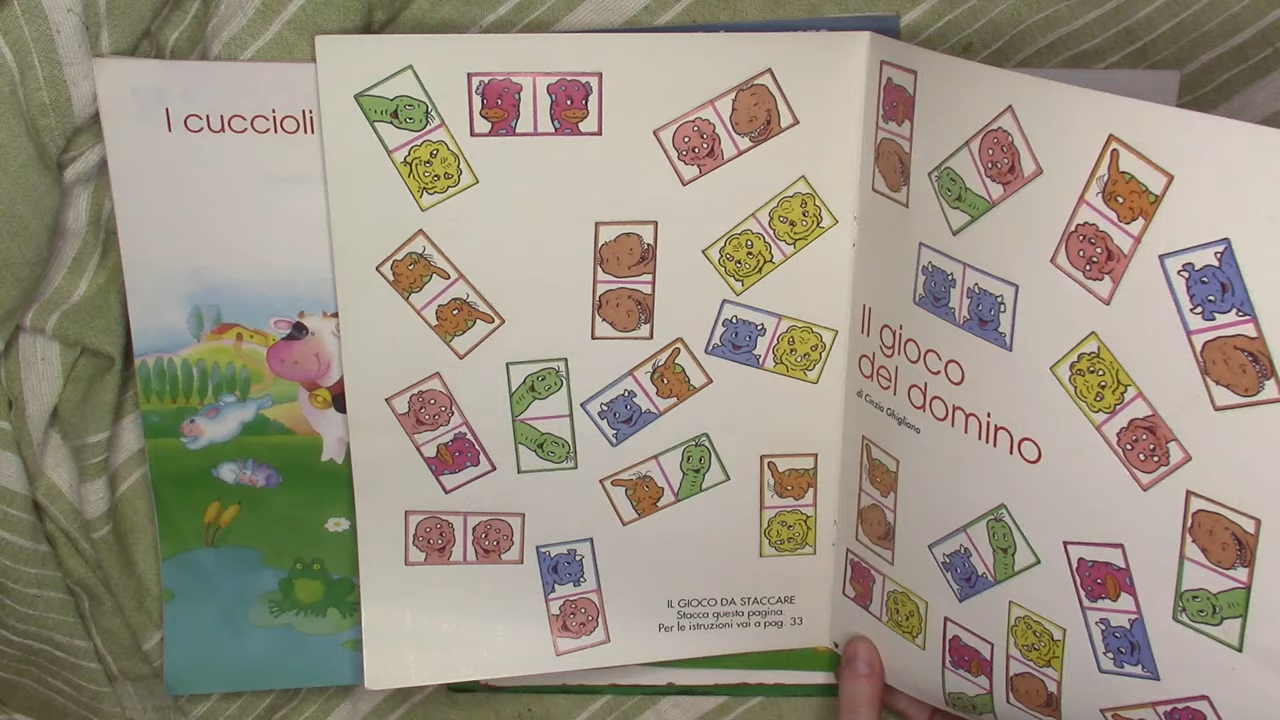 I cuccioli
Il gioco
del domino
di Cinzia Ghigliano
IL GIOCO DA STACCARE
Stacca questa pagina.
Per le istruzioni vai a pag. 33